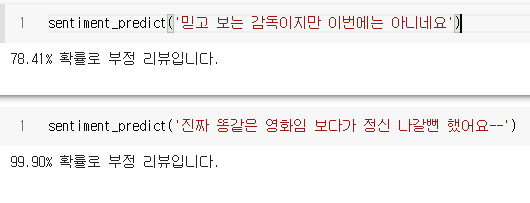 1 sentiment_predict('믿고 보는 감독이지만 이번에는 아니네요')
78.41% 확률로 부정 리뷰입니다.
1 sentiment_predict('진짜 똥같은 영화임 보다가 정신 나갈뻔 했어요--')
99.90% 확률로 부정 리뷰입니다.